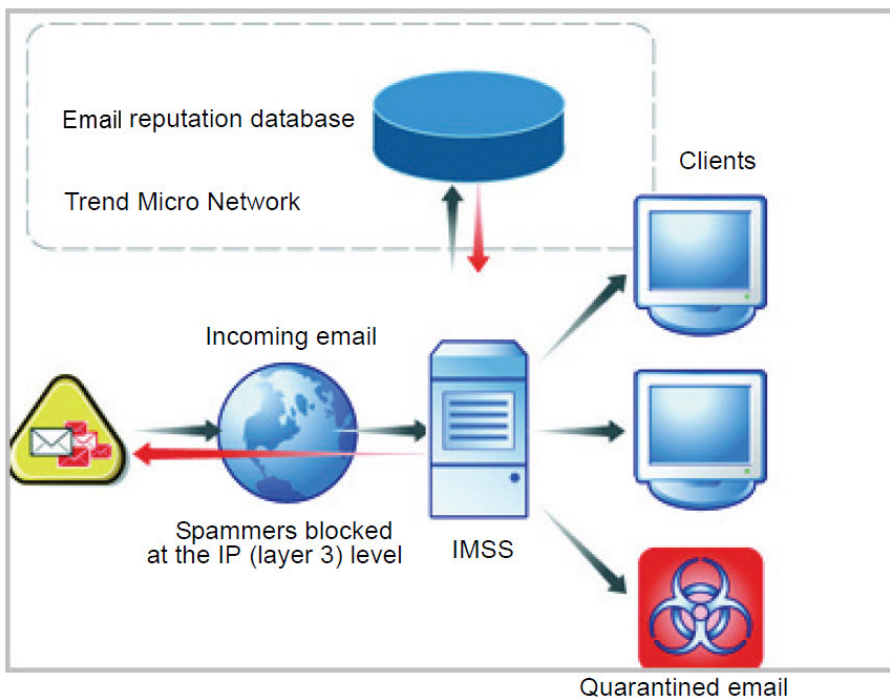 Email reputation database
Trend Micro Network
Clients
Incoming email
Spammers blocked
at the IP (layer 3) level
IMSS
Quarantined email